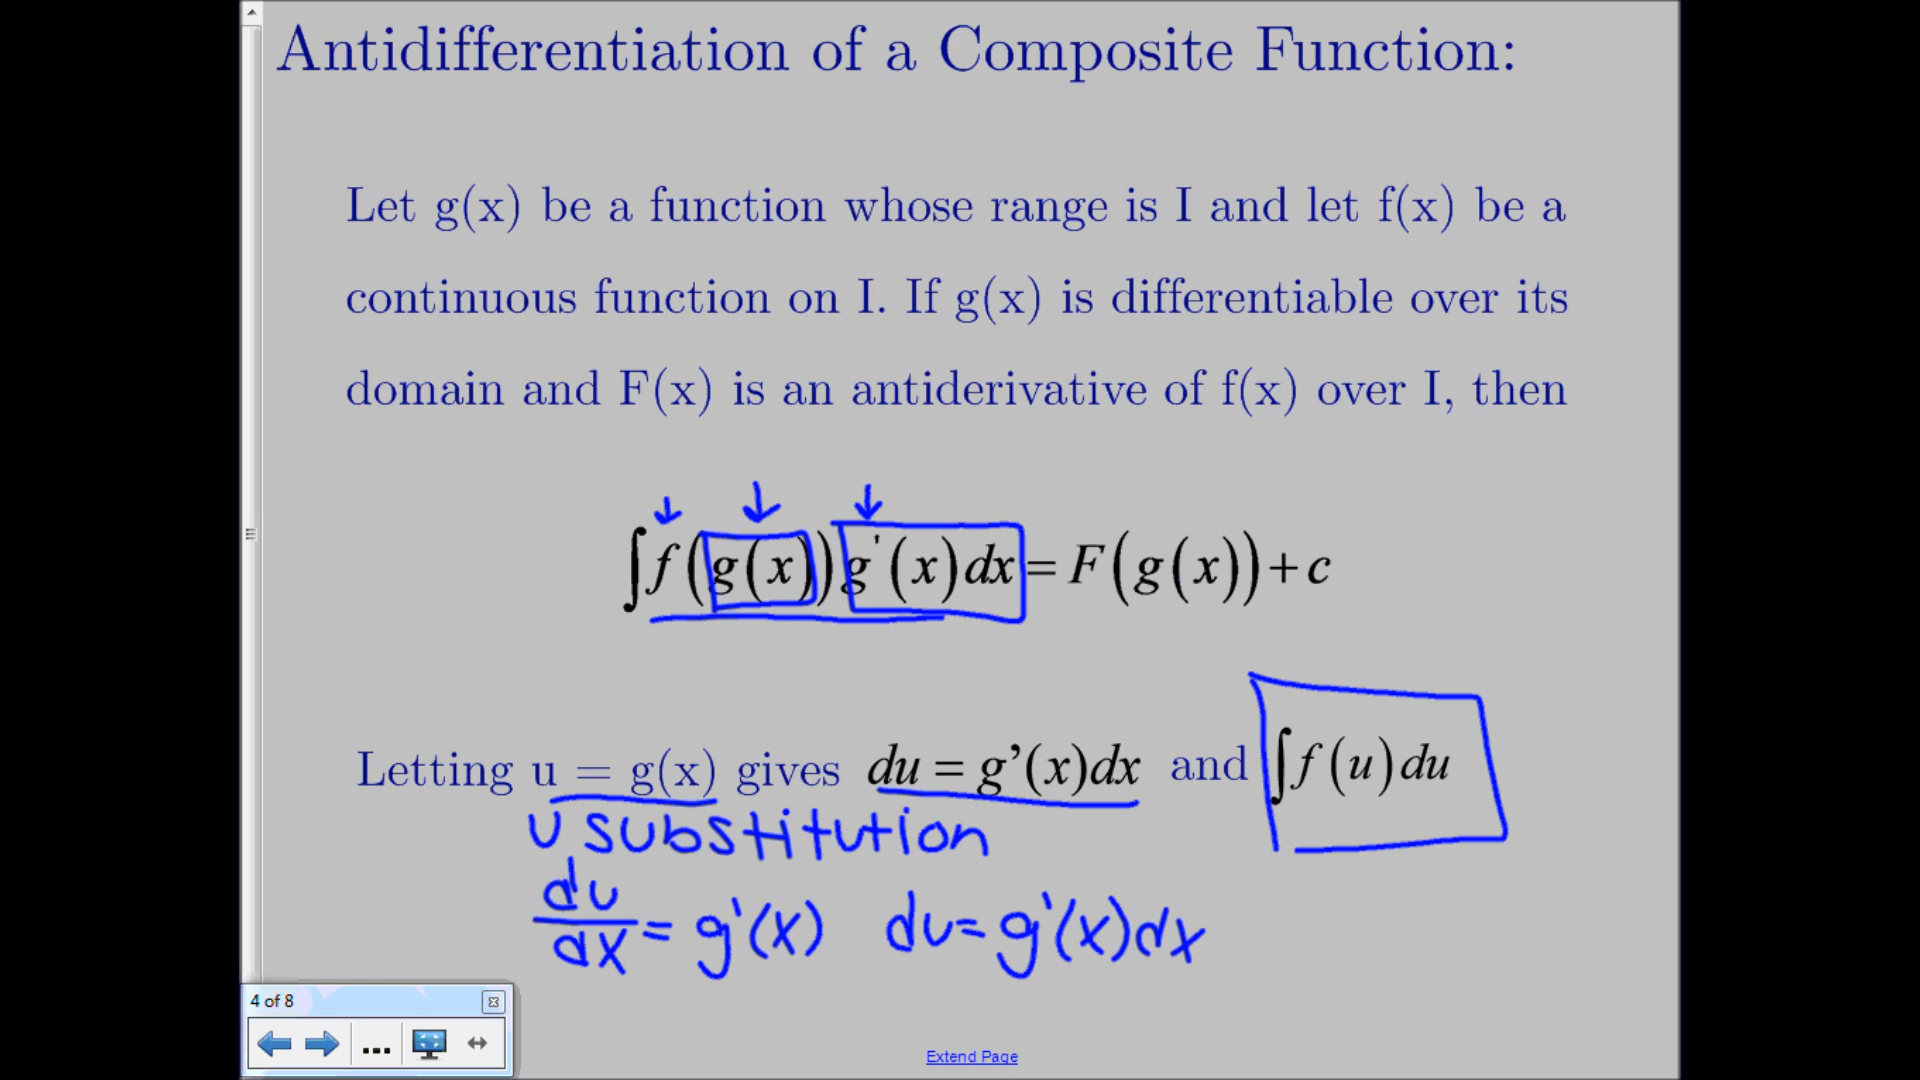 Antidifferentiation of a Composite Function:
Let g(x) be a function whose range is I and let f(x) be a
continuous function on I. If g(x) is differentiable over its
domain and F(x) is an antiderivative of f(x) over I, then
∫f(g(x))g'(x)dx = F(g(x))+c
Letting u = g(x) gives du = g’(x)dx and ∫f(u)du
U substitution
du/dx = g'(x) du=g'(x)dx
4 of 8
...
Extend Page